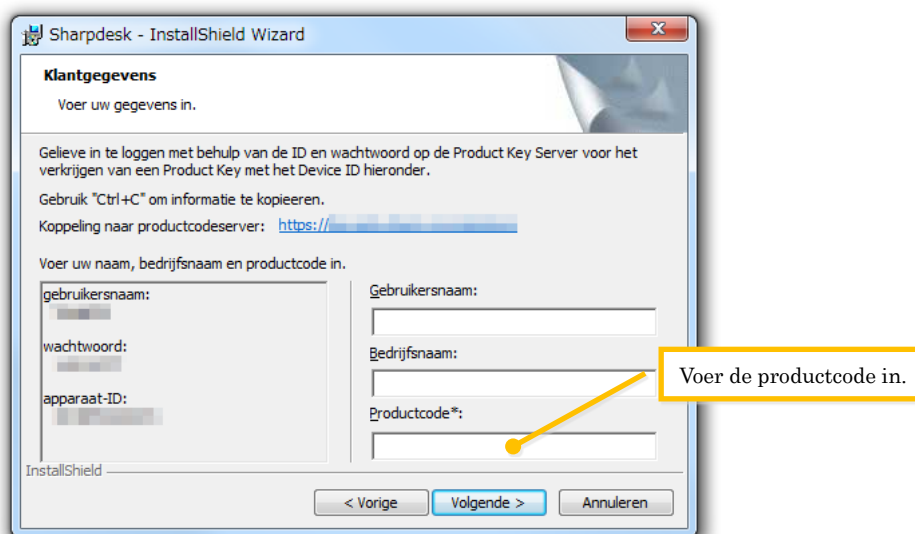 Sharpdesk - InstallShield Wizard
Klantgegevens
Voer uw gegevens in.
Gelieve in te loggen met behulp van de ID en wachtwoord op de Product Key Server voor het
verkrijgen van een Product Key met het Device ID hieronder.
Gebruik "Ctrl+C" om informatie te kopieeren.
Koppeling naar productcodeserver: https://
Voer uw naam, bedrijfsnaam en productcode in.
gebruikersnaam:
wachtwoord:
apparaat-ID:
Gebruikersnaam:
Bedrijfsnaam:
Productcode*:
Voer de productcode in.
InstallShield
< Vorige
Volgende >
Annuleren